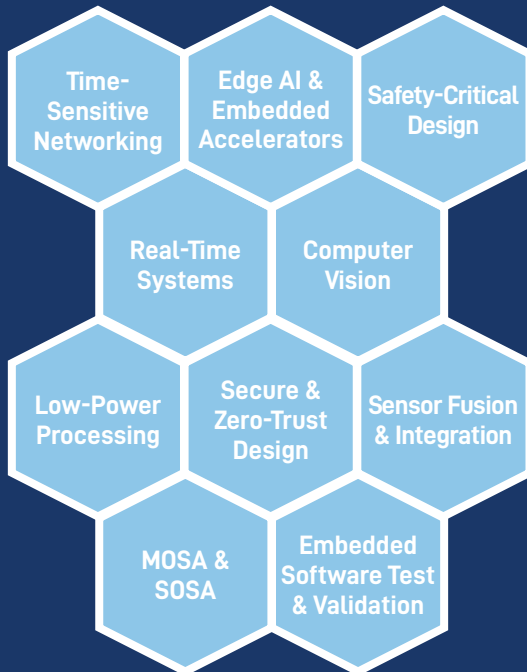 Time-
Sensitive
Networking
Edge AI &
Embedded
Accelerators
Safety-Critical
Design
Real-Time
Systems
Computer
Vision
Low-Power
Processing
Secure &
Zero-Trust
Design
Sensor Fusion
& Integration
MOSA &
SOSA
Embedded
Software Test
& Validation